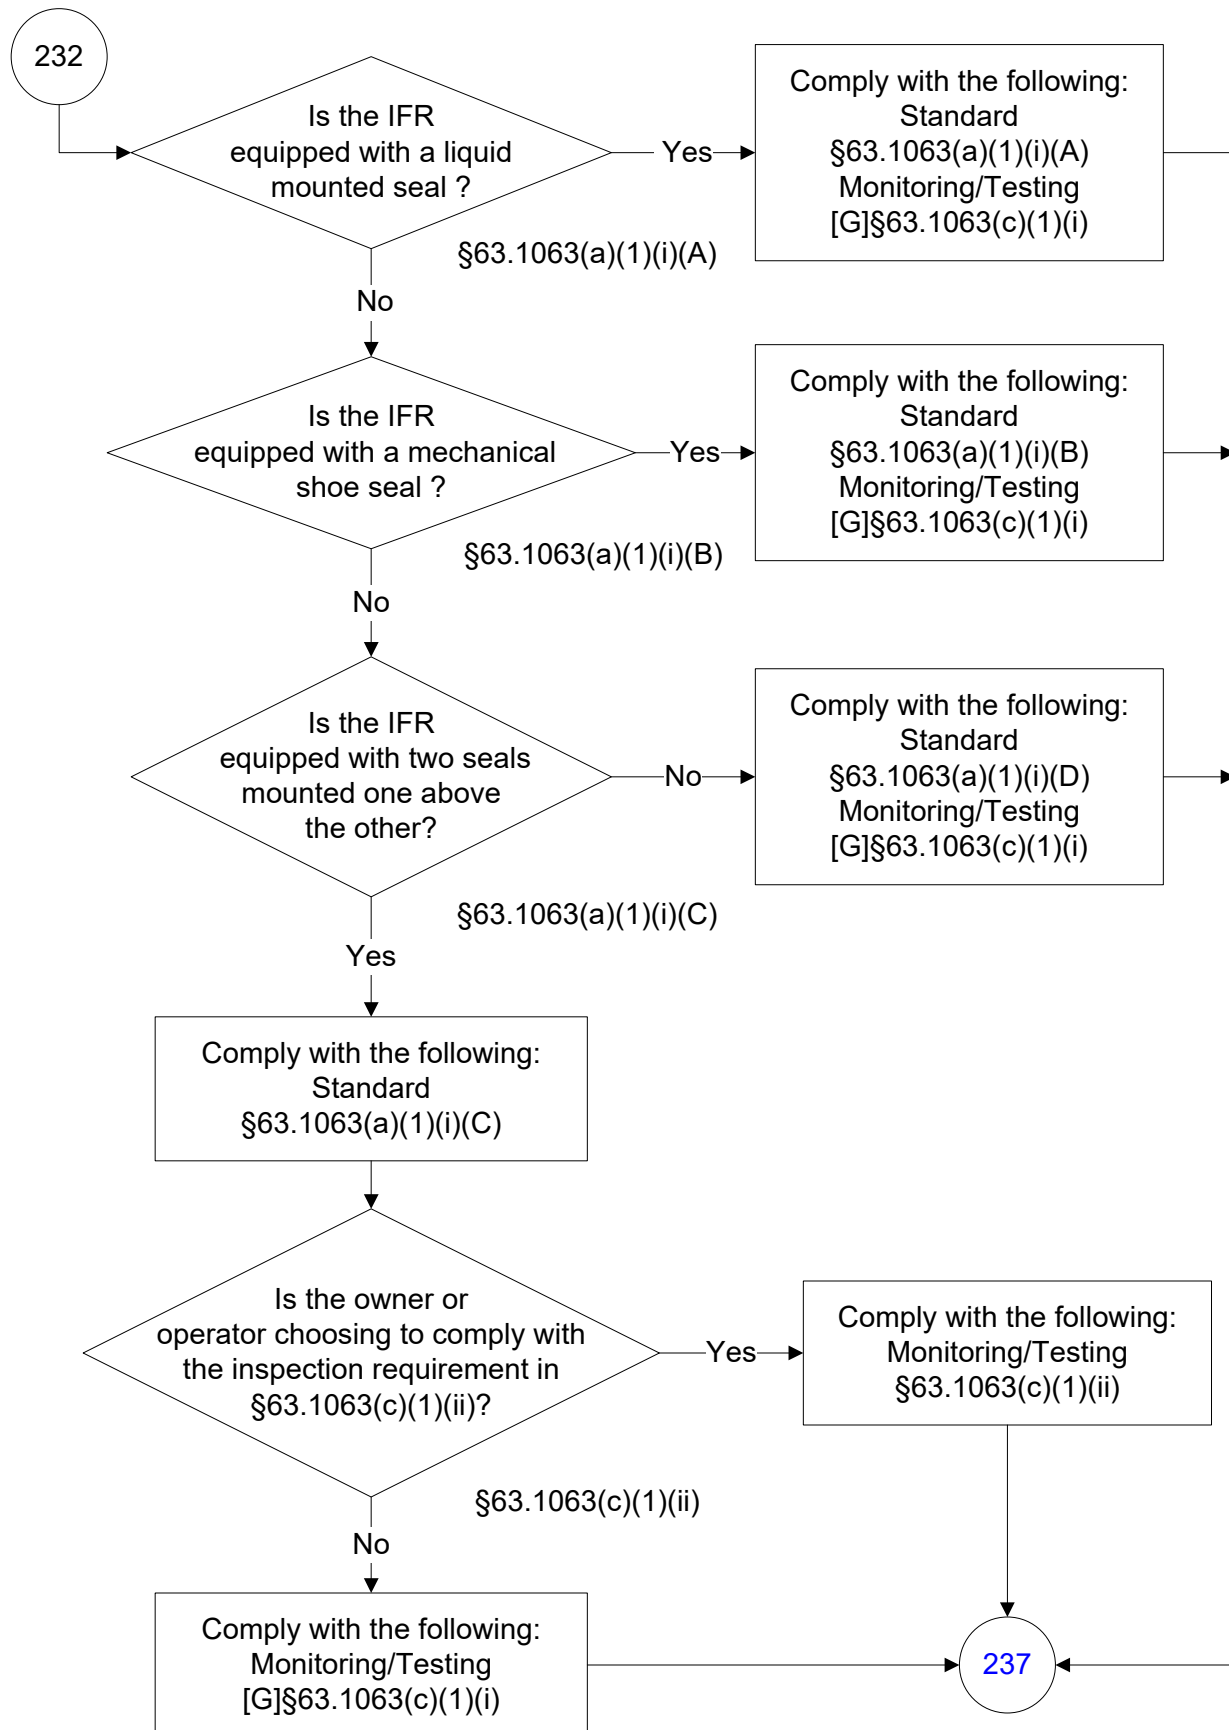 232
Is the IFR
equipped with a liquid
mounted seal ?
Yes
Comply with the following:
Standard
§63.1063(a)(1)(i)(A)
Monitoring/Testing
[G]§63.1063(c)(1)(i)
§63.1063(a)(1)(i)(A)
No
Is the IFR
equipped with a mechanical
shoe seal ?
Yes
Comply with the following:
Standard
§63.1063(a)(1)(i)(B)
Monitoring/Testing
[G]§63.1063(c)(1)(i)
§63.1063(a)(1)(i)(B)
No
Is the IFR
equipped with two seals
mounted one above
the other?
No
Comply with the following:
Standard
§63.1063(a)(1)(i)(D)
Monitoring/Testing
[G]§63.1063(c)(1)(i)
§63.1063(a)(1)(i)(C)
Yes
Comply with the following:
Standard
§63.1063(a)(1)(i)(C)
Is the owner or
operator choosing to comply with
the inspection requirement in
§63.1063(c)(1)(ii)?
Yes
Comply with the following:
Monitoring/Testing
§63.1063(c)(1)(ii)
§63.1063(c)(1)(ii)
No
Comply with the following:
Monitoring/Testing
[G]§63.1063(c)(1)(i)
237